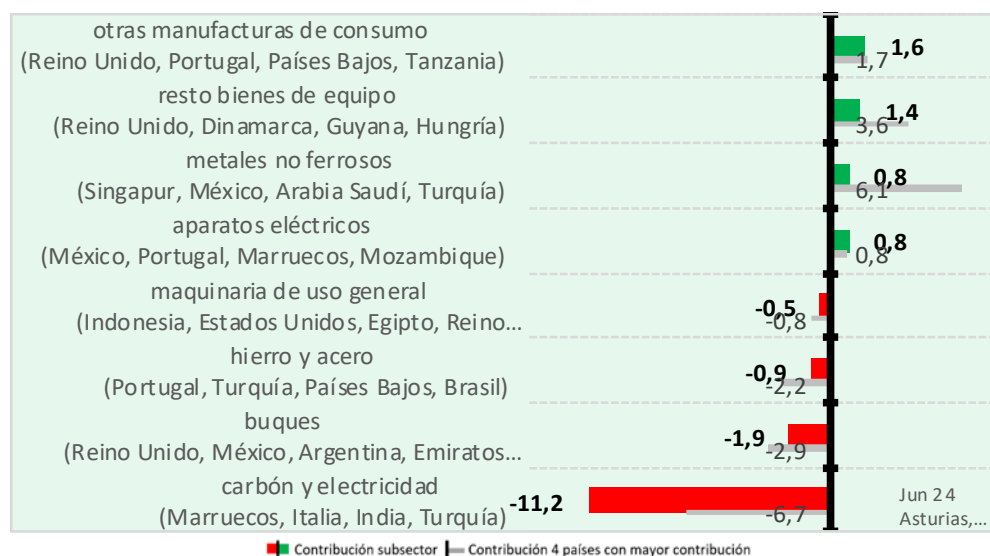 otras manufacturas de consumo
(Reino Unido, Portugal, Países Bajos, Tanzania)
1,6
1,7
resto bienes de equipo
(Reino Unido, Dinamarca, Guyana, Hungría)
1,4
3,6
metales no ferrosos
(Singapur, México, Arabia Saudí, Turquía)
0,8
6,1
aparatos eléctricos
(México, Portugal, Marruecos, Mozambique)
0,8
0,8
maquinaria de uso general
(Indonesia, Estados Unidos, Egipto, Reino...
-0,5
-0,8
hierro y acero
(Portugal, Turquía, Países Bajos, Brasil)
-0,9
-2,2
buques
(Reino Unido, México, Argentina, Emiratos...
-1,9
-2,9
carbón y electricidad
(Marruecos, Italia, India, Turquía)
-11,2
-6,7
Jun 24
Asturias,...
Contribución subsector
Contribución 4 países con mayor contribución